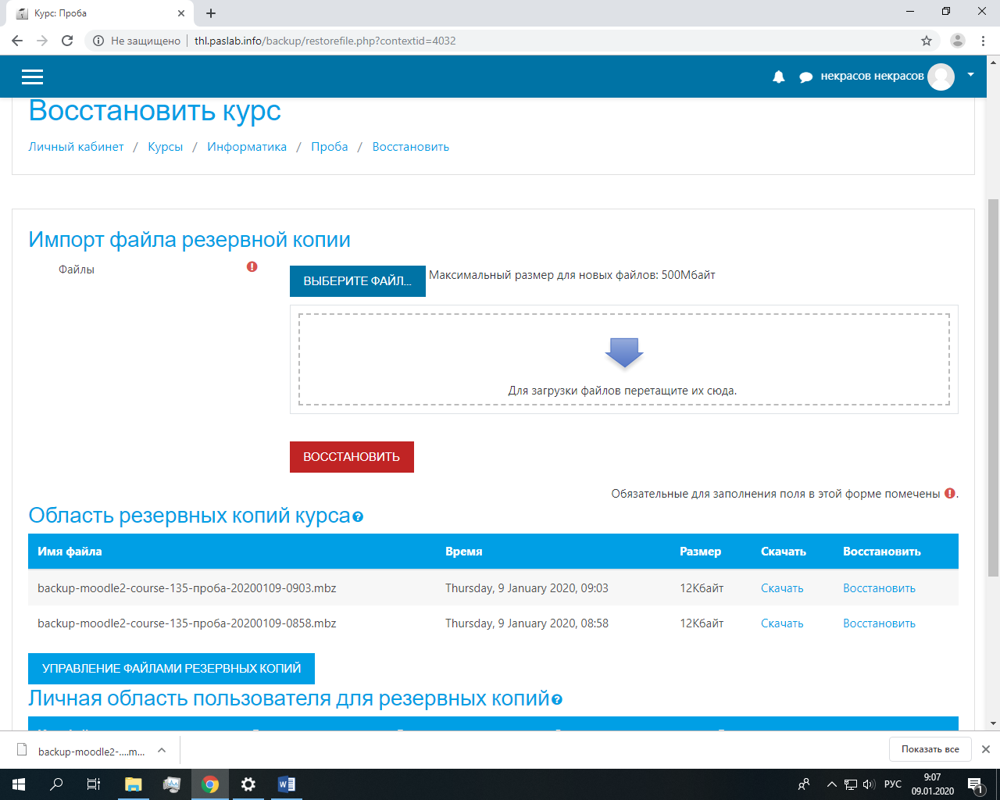 Курс: Проба
Не защищено thl.paslab.info/backup/restorefile.php?contextid=4032
некрасов некрасов
Восстановить курс
Личный кабинет / Курсы / Информатика / Проба / Восстановить
Импорт файла резервной копии
Файлы
ВЫБЕРИТЕ ФАЙЛ... Максимальный размер для новых файлов: 500Мбайт
Для загрузки файлов перетащите их сюда.
ВОССТАНОВИТЬ
Обязательные для заполнения поля в этой форме помечены .
Область резервных копий курса
Имя файла Время Размер Скачать Восстановить
backup-moodle2-course-135-проба-20200109-0903.mbz Thursday, 9 January 2020, 09:03 12Кбайт Скачать Восстановить
backup-moodle2-course-135-проба-20200109-0858.mbz Thursday, 9 January 2020, 08:58 12Кбайт Скачать Восстановить
УПРАВЛЕНИЕ ФАЙЛАМИ РЕЗЕРВНЫХ КОПИЙ
Личная область пользователя для резервных копий
backup-moodle2-....m... Показать все
РУС 9:07
09.01.2020 1